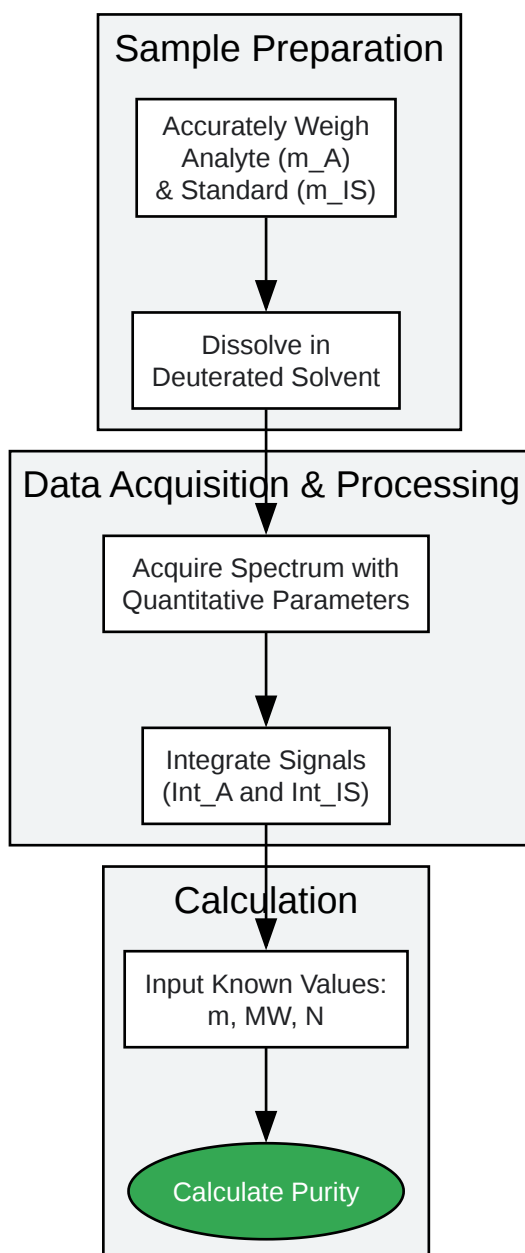 Sample Preparation
Accurately Weigh
Analyte (m_A)
& Standard (m_IS)
Dissolve in
Deuterated Solvent
Data Acquisition & Processing
Acquire Spectrum with
Quantitative Parameters
Integrate Signals
(Int_A and Int_IS)
Calculation
Input Known Values:
m, MW, N
Calculate Purity